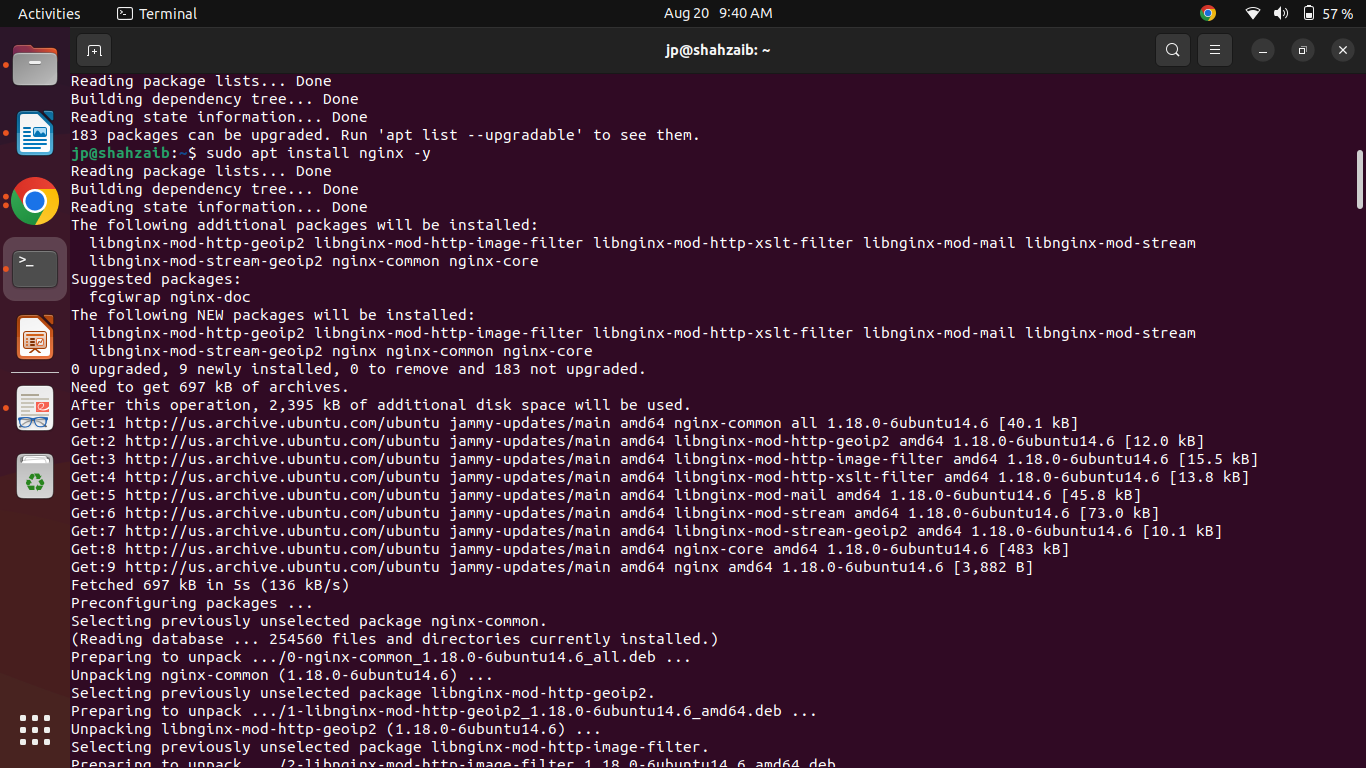 Activities Terminal Aug 20 9:40 AM 57 %
jp@shahzaib: ~
Reading package lists... Done
Building dependency tree... Done
Reading state information... Done
183 packages can be upgraded. Run 'apt list --upgradable' to see them.
jp@shahzaib:~$ sudo apt install nginx -y
Reading package lists... Done
Building dependency tree... Done
Reading state information... Done
The following additional packages will be installed:
  libnginx-mod-http-geoip2 libnginx-mod-http-image-filter libnginx-mod-http-xslt-filter libnginx-mod-mail libnginx-mod-stream
  libnginx-mod-stream-geoip2 nginx-common nginx-core
Suggested packages:
  fcgiwrap nginx-doc
The following NEW packages will be installed:
  libnginx-mod-http-geoip2 libnginx-mod-http-image-filter libnginx-mod-http-xslt-filter libnginx-mod-mail libnginx-mod-stream
  libnginx-mod-stream-geoip2 nginx nginx-common nginx-core
0 upgraded, 9 newly installed, 0 to remove and 183 not upgraded.
Need to get 697 kB of archives.
After this operation, 2,395 kB of additional disk space will be used.
Get:1 http://us.archive.ubuntu.com/ubuntu jammy-updates/main amd64 nginx-common all 1.18.0-6ubuntu14.6 [40.1 kB]
Get:2 http://us.archive.ubuntu.com/ubuntu jammy-updates/main amd64 libnginx-mod-http-geoip2 amd64 1.18.0-6ubuntu14.6 [12.0 kB]
Get:3 http://us.archive.ubuntu.com/ubuntu jammy-updates/main amd64 libnginx-mod-http-image-filter amd64 1.18.0-6ubuntu14.6 [15.5 kB]
Get:4 http://us.archive.ubuntu.com/ubuntu jammy-updates/main amd64 libnginx-mod-http-xslt-filter amd64 1.18.0-6ubuntu14.6 [13.8 kB]
Get:5 http://us.archive.ubuntu.com/ubuntu jammy-updates/main amd64 libnginx-mod-mail amd64 1.18.0-6ubuntu14.6 [45.8 kB]
Get:6 http://us.archive.ubuntu.com/ubuntu jammy-updates/main amd64 libnginx-mod-stream amd64 1.18.0-6ubuntu14.6 [73.0 kB]
Get:7 http://us.archive.ubuntu.com/ubuntu jammy-updates/main amd64 libnginx-mod-stream-geoip2 amd64 1.18.0-6ubuntu14.6 [10.1 kB]
Get:8 http://us.archive.ubuntu.com/ubuntu jammy-updates/main amd64 nginx-core amd64 1.18.0-6ubuntu14.6 [483 kB]
Get:9 http://us.archive.ubuntu.com/ubuntu jammy-updates/main amd64 nginx amd64 1.18.0-6ubuntu14.6 [3,882 B]
Fetched 697 kB in 5s (136 kB/s)
Preconfiguring packages ...
Selecting previously unselected package nginx-common.
(Reading database ... 254560 files and directories currently installed.)
Preparing to unpack .../0-nginx-common_1.18.0-6ubuntu14.6_all.deb ...
Unpacking nginx-common (1.18.0-6ubuntu14.6) ...
Selecting previously unselected package libnginx-mod-http-geoip2.
Preparing to unpack .../1-libnginx-mod-http-geoip2_1.18.0-6ubuntu14.6_amd64.deb ...
Unpacking libnginx-mod-http-geoip2 (1.18.0-6ubuntu14.6) ...
Selecting previously unselected package libnginx-mod-http-image-filter.
Preparing to unpack .../2-libnginx-mod-http-image-filter_1.18.0-6ubuntu14.6_amd64.deb ...